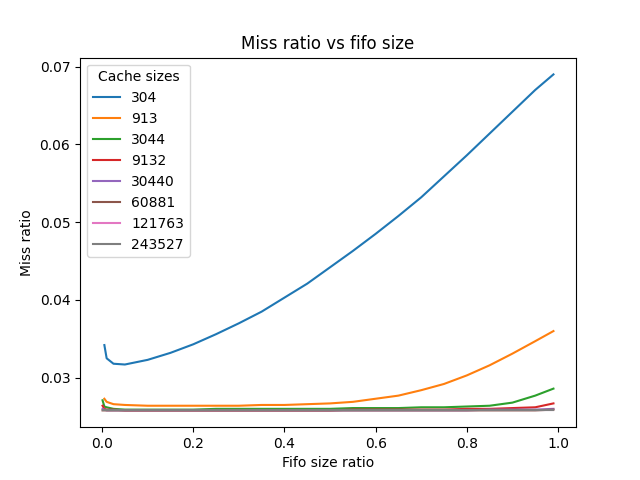 Miss ratio vs fifo size
0.07
0.06
0.05
0.04
0.03
Miss ratio
Cache sizes
304
913
3044
9132
30440
60881
121763
243527
0.0 0.2 0.4 0.6 0.8 1.0
Fifo size ratio